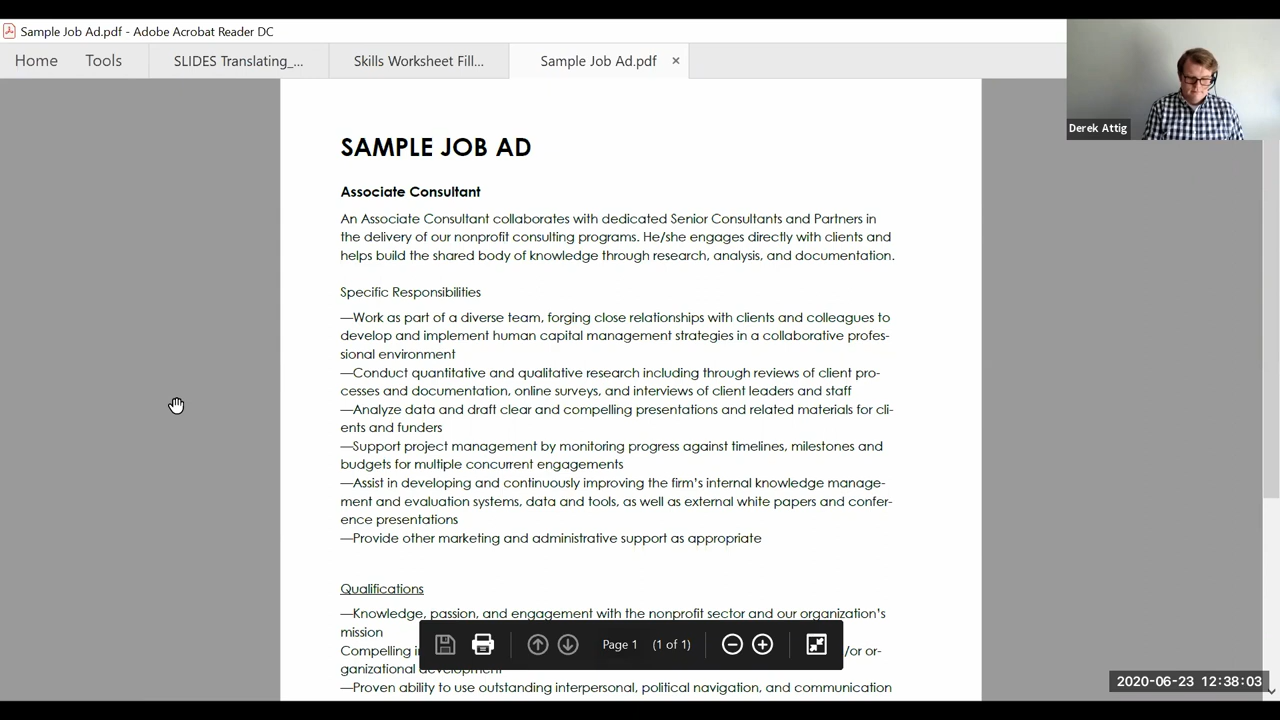 Sample Job Ad.pdf - Adobe Acrobat Reader DC
Home Tools SLIDES Translating_... Skills Worksheet Fill... Sample Job Ad.pdf ×
Derek Attig
SAMPLE JOB AD
Associate Consultant
An Associate Consultant collaborates with dedicated Senior Consultants and Partners in
the delivery of our nonprofit consulting programs. He/she engages directly with clients and
helps build the shared body of knowledge through research, analysis, and documentation.
Specific Responsibilities
—Work as part of a diverse team, forging close relationships with clients and colleagues to
develop and implement human capital management strategies in a collaborative profes-
sional environment
—Conduct quantitative and qualitative research including through reviews of client pro-
cesses and documentation, online surveys, and interviews of client leaders and staff
—Analyze data and draft clear and compelling presentations and related materials for cli-
ents and funders
—Support project management by monitoring progress against timelines, milestones and
budgets for multiple concurrent engagements
—Assist in developing and continuously improving the firm's internal knowledge manage-
ment and evaluation systems, data and tools, as well as external white papers and confer-
ence presentations
—Provide other marketing and administrative support as appropriate
Qualifications
—Knowledge, passion, and engagement with the nonprofit sector and our organization's
mission
Compelling /or or-
ganizational development
—Proven ability to use outstanding interpersonal, political navigation, and communication
Page 1 (1 of 1)
2020-06-23 12:38:03